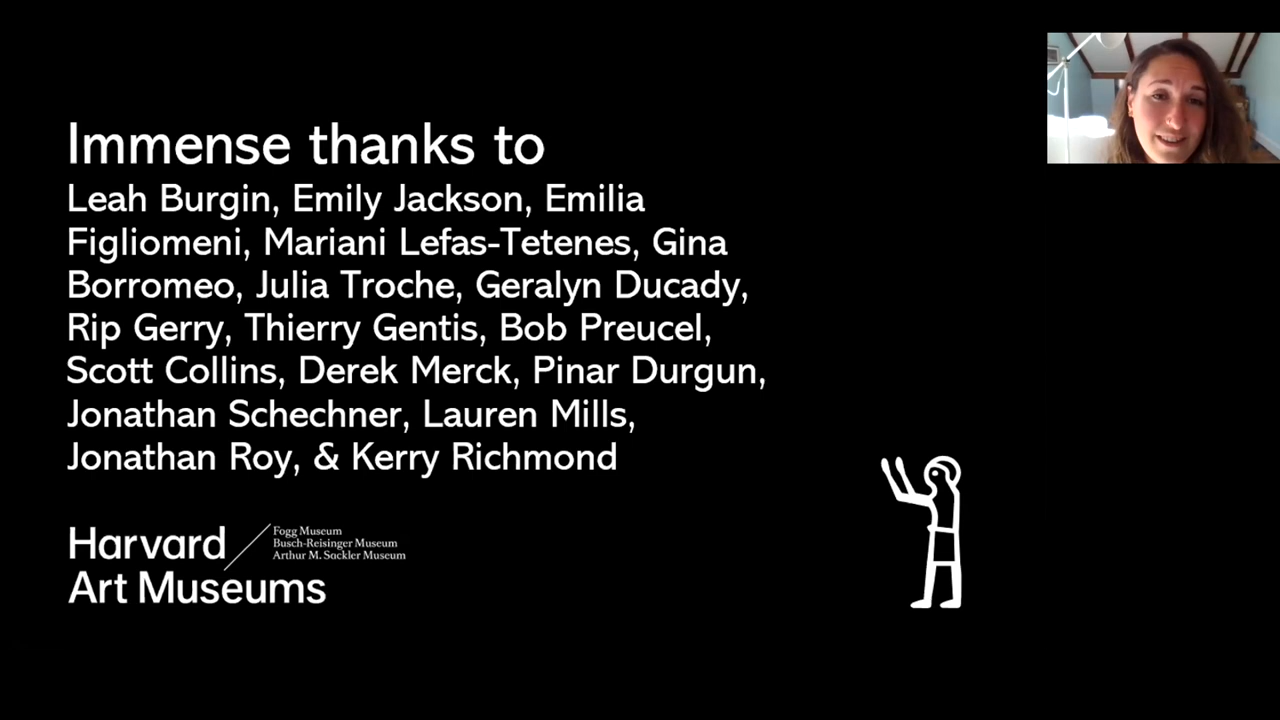 Immense thanks to
Leah Burgin, Emily Jackson, Emilia
Figliomeni, Mariani Lefas-Tetenes, Gina
Borromeo, Julia Troche, Geralyn Ducady,
Rip Gerry, Thierry Gentis, Bob Preucel,
Scott Collins, Derek Merck, Pinar Durgun,
Jonathan Schechner, Lauren Mills,
Jonathan Roy, & Kerry Richmond
Harvard
Art Museums
Fogg Museum
Busch-Reisinger Museum
Arthur M. Sackler Museum